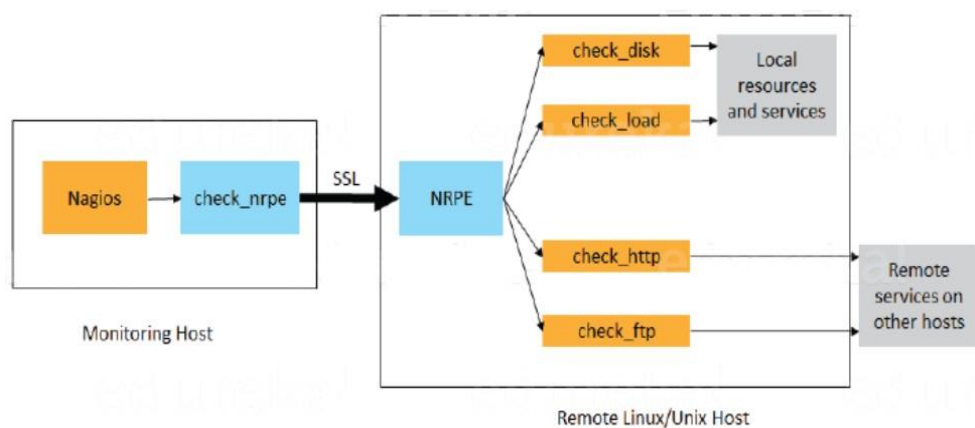 check_disk
Local
resources
and services
check_load
Nagios
check_nrpe
SSL
NRPE
check_http
Remote
services on
other hosts
check_ftp
Monitoring Host
Remote Linux/Unix Host